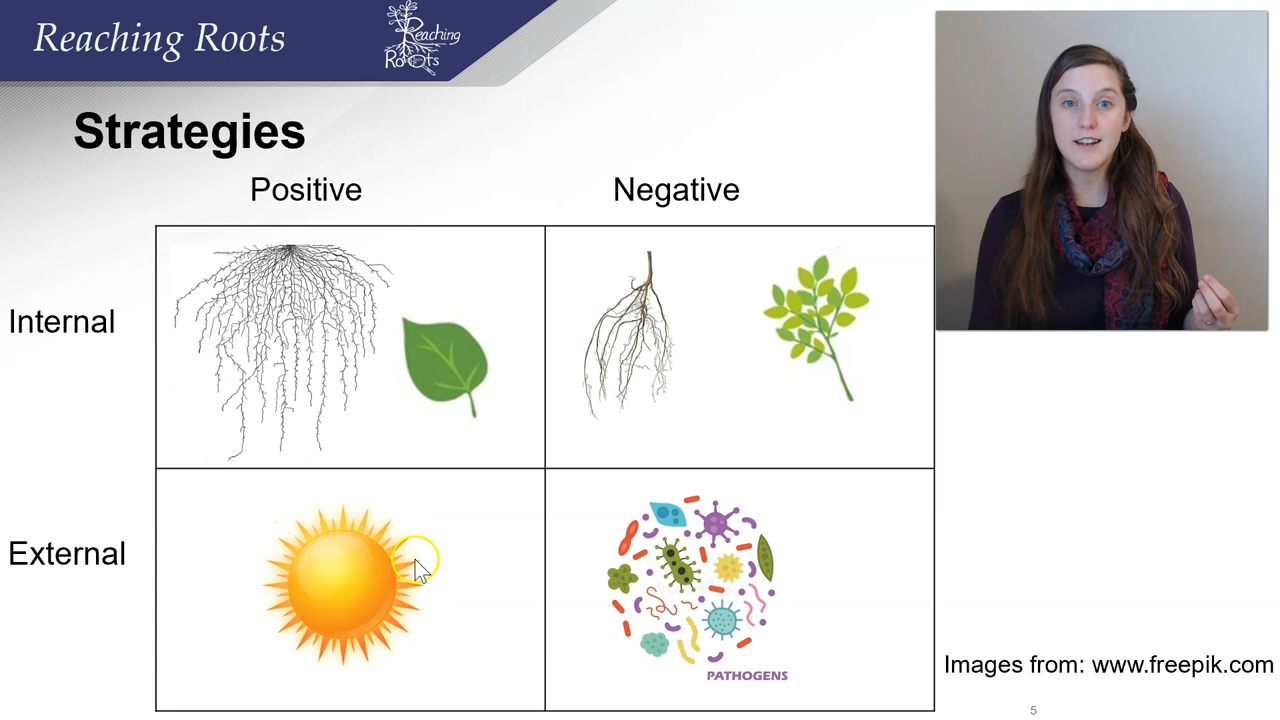 Reaching Roots
Reaching
Roots
Strategies
Positive
Negative
Internal
External
PATHOGENS
Images from: www.freepik.com
5